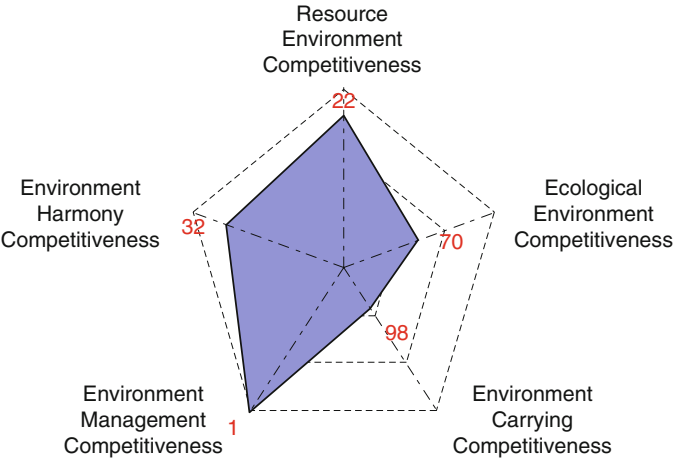 Resource
Environment
Competitiveness
22
Environment
Harmony
Competitiveness
32
Ecological
Environment
Competitiveness
70
98
Environment
Management
Competitiveness
1
Environment
Carrying
Competitiveness